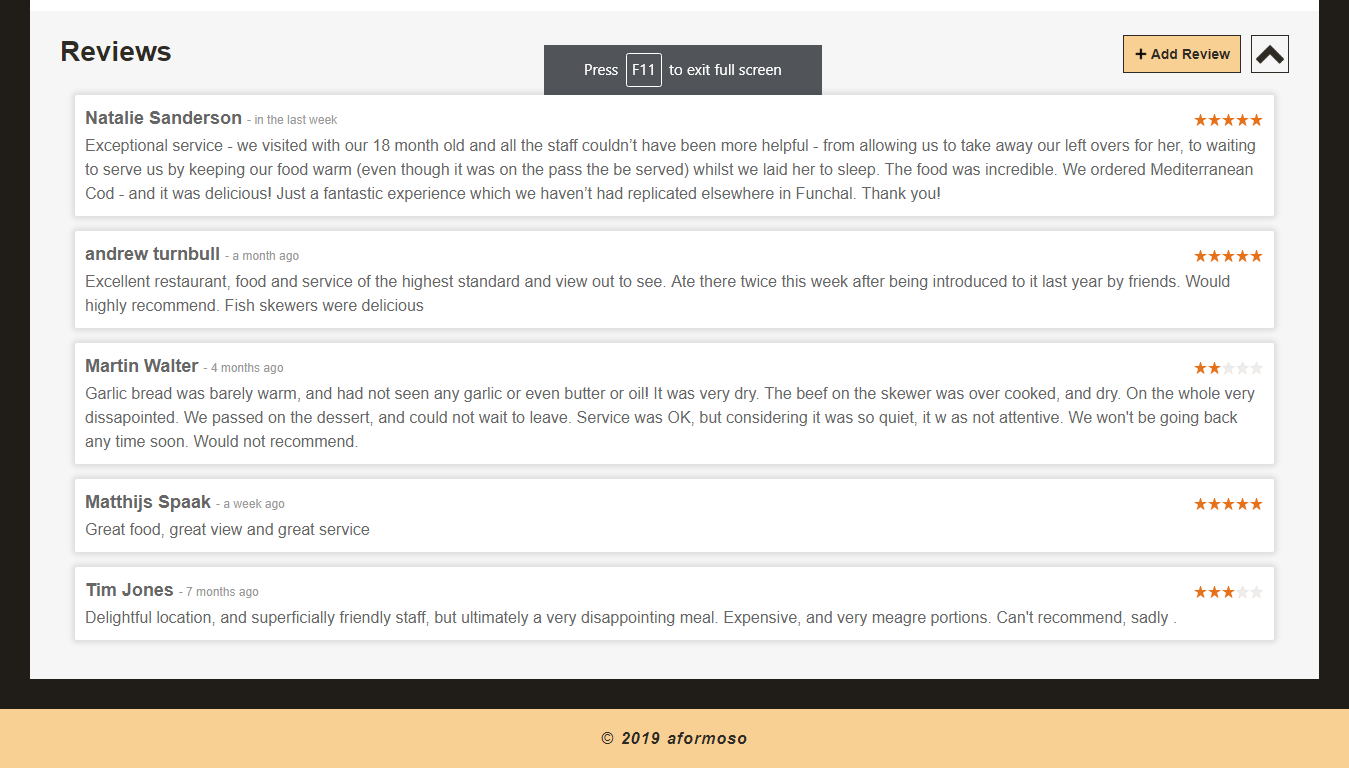 Reviews
Press F11 to exit full screen
+ Add Review
Natalie Sanderson - in the last week
Exceptional service - we visited with our 18 month old and all the staff couldn’t have been more helpful - from allowing us to take away our left overs for her, to waiting
to serve us by keeping our food warm (even though it was on the pass the be served) whilst we laid her to sleep. The food was incredible. We ordered Mediterranean
Cod - and it was delicious! Just a fantastic experience which we haven’t had replicated elsewhere in Funchal. Thank you!
andrew turnbull - a month ago
Excellent restaurant, food and service of the highest standard and view out to see. Ate there twice this week after being introduced to it last year by friends. Would
highly recommend. Fish skewers were delicious
Martin Walter - 4 months ago
Garlic bread was barely warm, and had not seen any garlic or even butter or oil! It was very dry. The beef on the skewer was over cooked, and dry. On the whole very
dissapointed. We passed on the dessert, and could not wait to leave. Service was OK, but considering it was so quiet, it w as not attentive. We won't be going back
any time soon. Would not recommend.
Matthijs Spaak - a week ago
Great food, great view and great service
Tim Jones - 7 months ago
Delightful location, and superficially friendly staff, but ultimately a very disappointing meal. Expensive, and very meagre portions. Can't recommend, sadly .
© 2019 aformoso